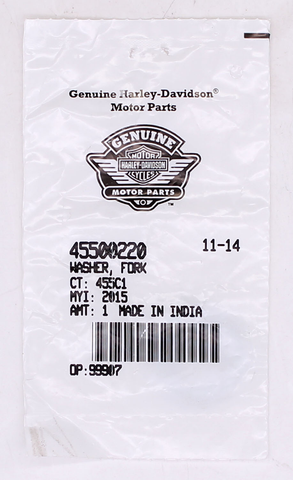 Genuine Harley-Davidson®
Motor Parts
GENUINE
MOTOR
HARLEY-DAVIDSON
CYCLES
MOTOR PARTS
™
45500220 11-14
WASHER, FORK
CT: 455C1
MYI: 2015
AMT: 1 MADE IN INDIA
OP:99907